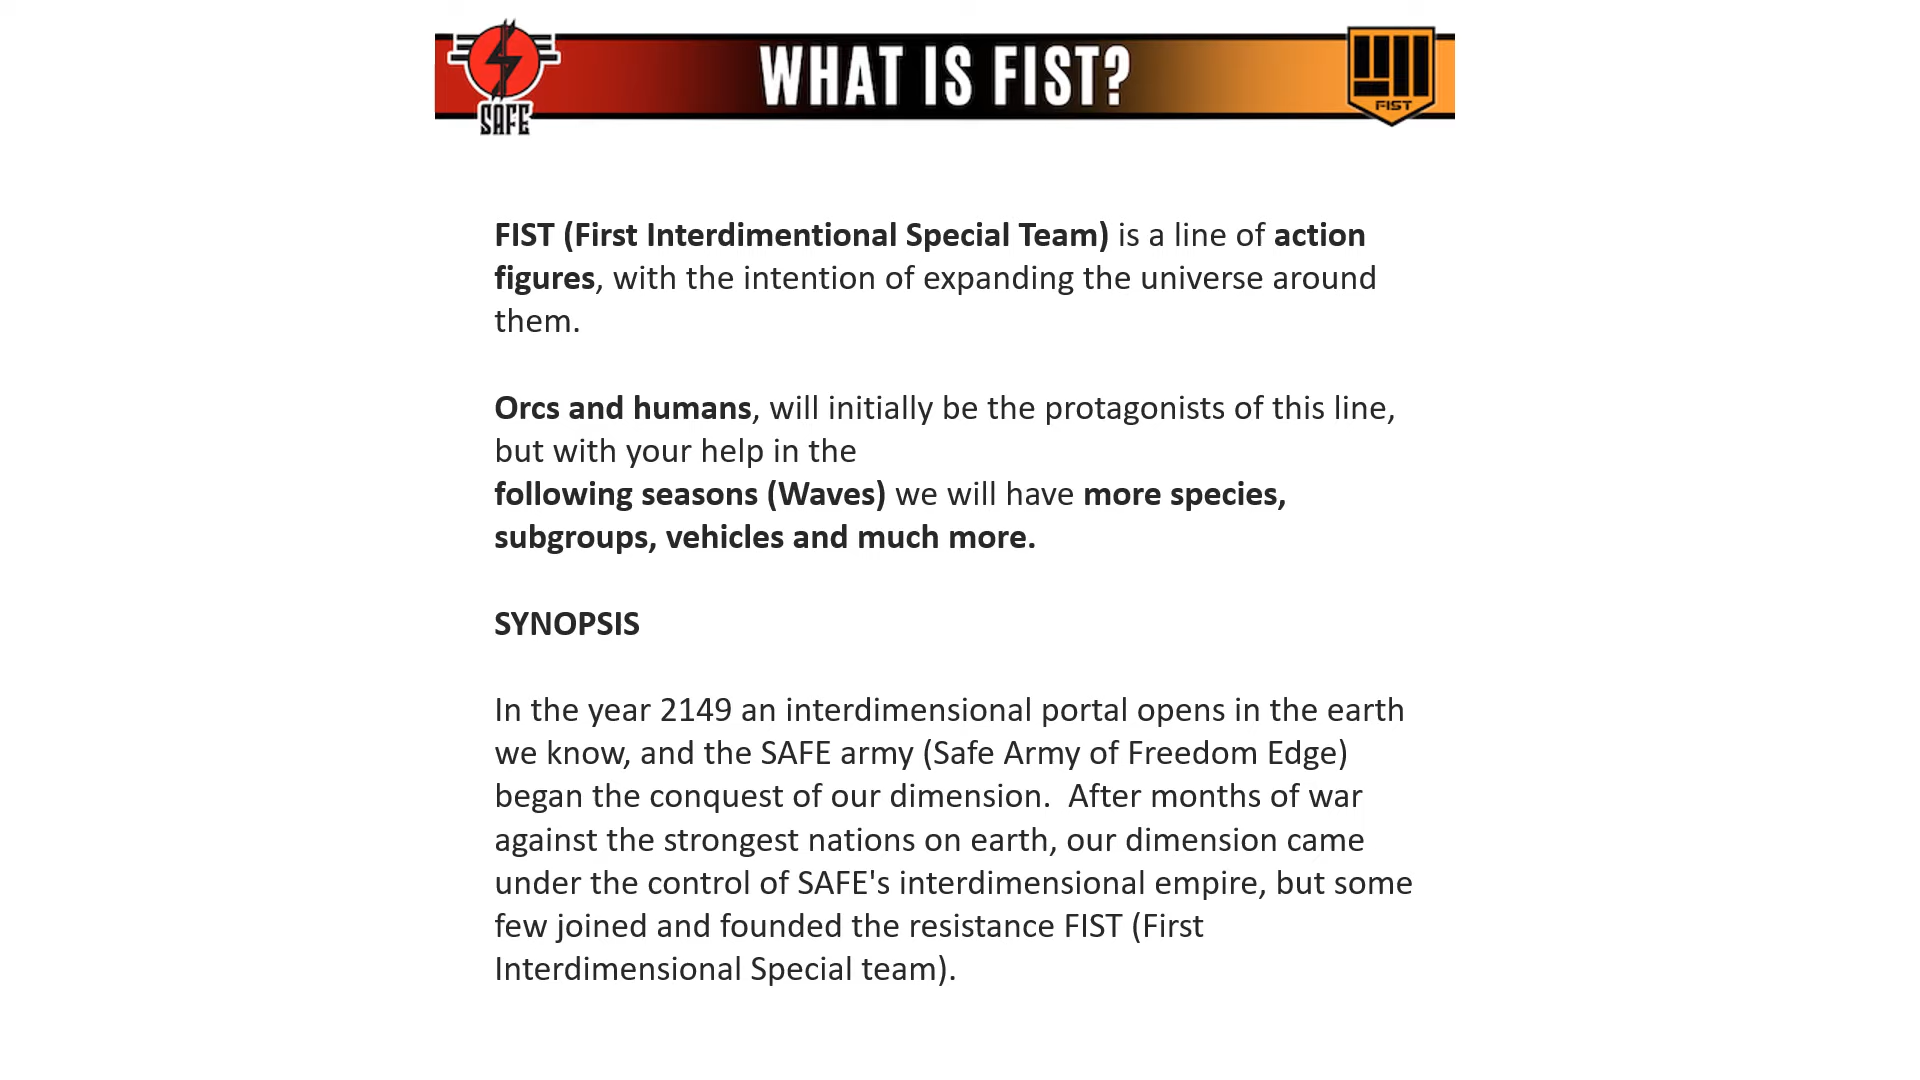 WHAT IS FIST?
SAFE
FIST
FIST (First Interdimentional Special Team) is a line of action
figures, with the intention of expanding the universe around
them.
Orcs and humans, will initially be the protagonists of this line,
but with your help in the
following seasons (Waves) we will have more species,
subgroups, vehicles and much more.
SYNOPSIS
In the year 2149 an interdimensional portal opens in the earth
we know, and the SAFE army (Safe Army of Freedom Edge)
began the conquest of our dimension.  After months of war
against the strongest nations on earth, our dimension came
under the control of SAFE's interdimensional empire, but some
few joined and founded the resistance FIST (First
Interdimensional Special team).